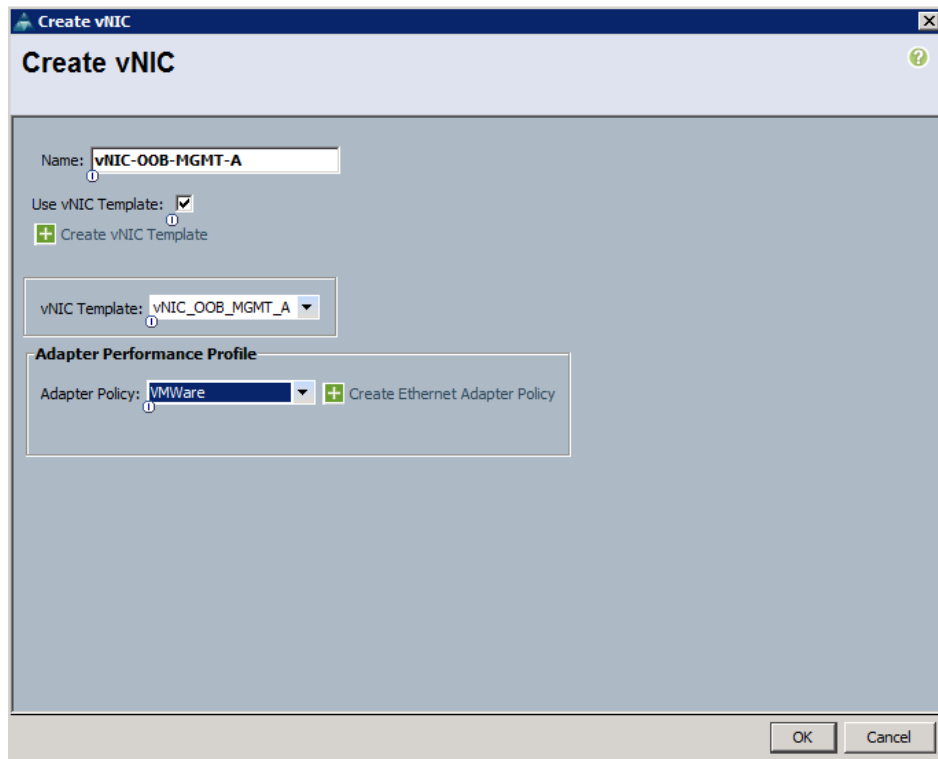 Create vNIC
Create vNIC
Name: vNIC-OOB-MGMT-A
Use vNIC Template:
Create vNIC Template
vNIC Template: vNIC_OOB_MGMT_A
Adapter Performance Profile
Adapter Policy: VMWare Create Ethernet Adapter Policy
OK Cancel